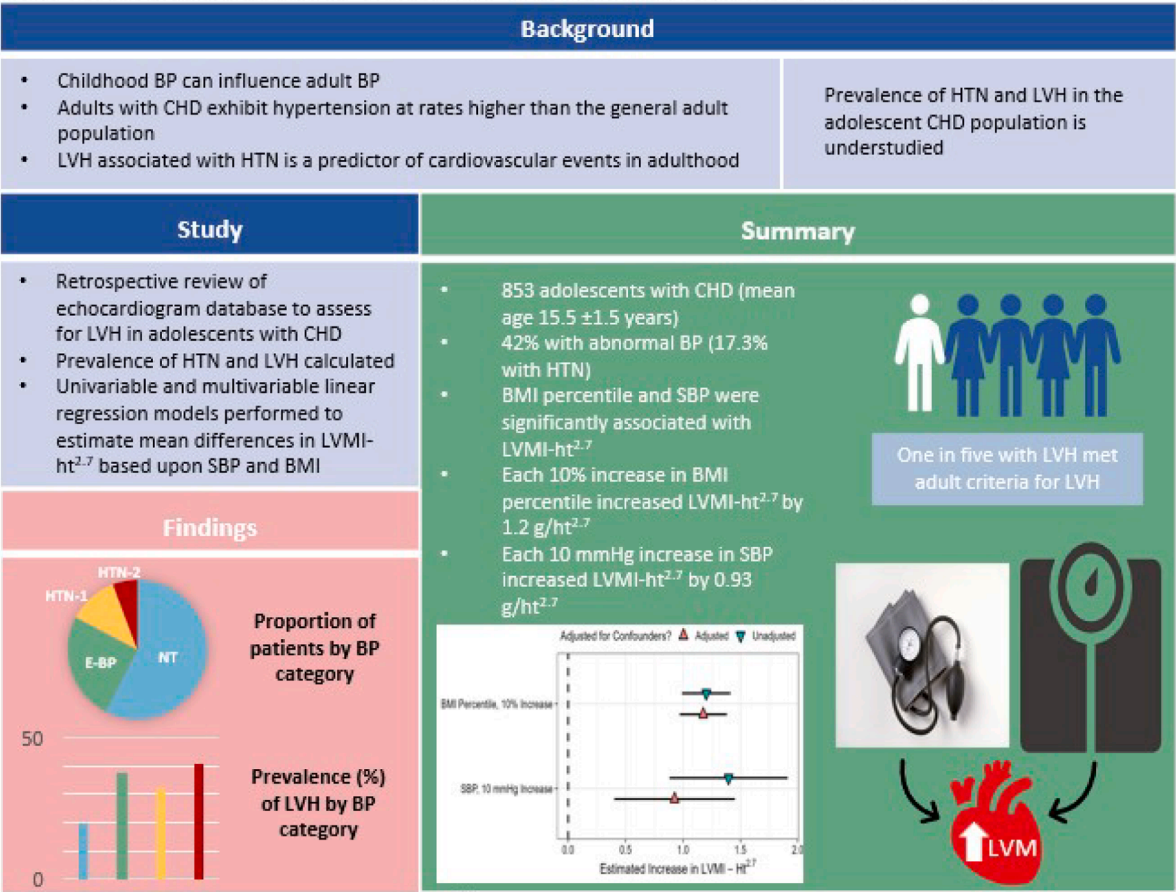 Background
• Childhood BP can influence adult BP
• Adults with CHD exhibit hypertension at rates higher than the general adult
population
• LVH associated with HTN is a predictor of cardiovascular events in adulthood
Prevalence of HTN and LVH in the
adolescent CHD population is
understudied
Study
• Retrospective review of
echocardiogram database to assess
for LVH in adolescents with CHD
• Prevalence of HTN and LVH calculated
• Univariable and multivariable linear
regression models performed to
estimate mean differences in LVMI-
ht2.7 based upon SBP and BMI
Findings
HTN-2
HTN-1
E-BP
NT
Proportion of
patients by BP
category
50
0
Prevalence (%)
of LVH by BP
category
Summary
• 853 adolescents with CHD (mean
age 15.5 ±1.5 years)
• 42% with abnormal BP (17.3%
with HTN)
• BMI percentile and SBP were
significantly associated with
LVMI-ht2.7
• Each 10% increase in BMI
percentile increased LVMI-ht2.7 by
1.2 g/ht2.7
• Each 10 mmHg increase in SBP
increased LVMI-ht2.7 by 0.93
g/ht2.7
Adjusted for Confounders? Adjusted Unadjusted
BMI Percentile, 10% Increase
SBP, 10 mmHg Increase
0.0 0.5 1.0 1.5 2.0
Estimated Increase in LVMI – Ht2.7
One in five with LVH met
adult criteria for LVH
LVM